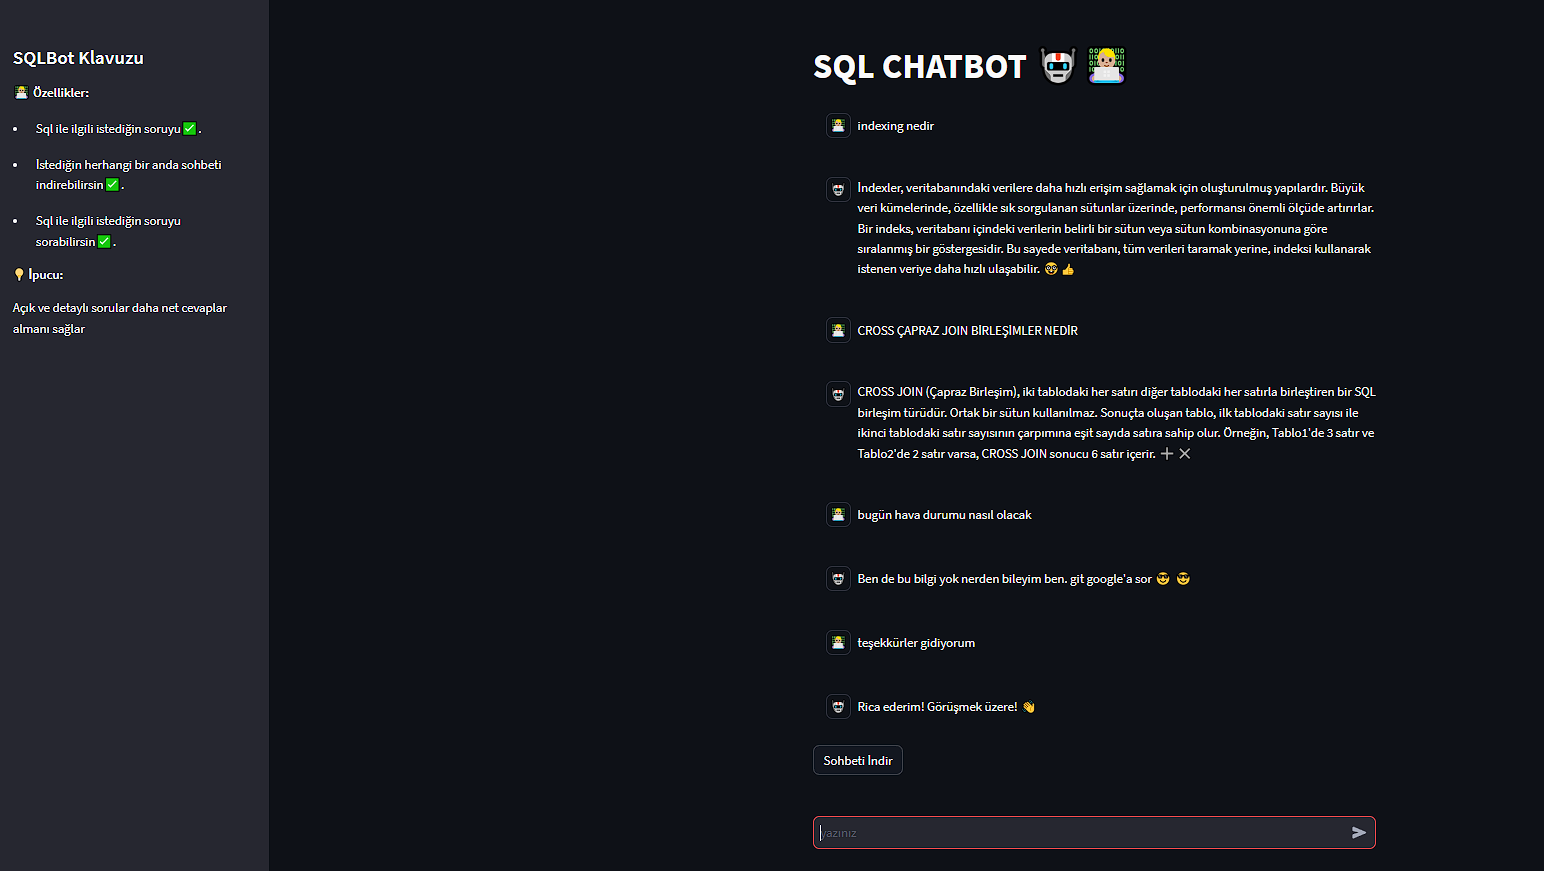 SQLBot Klavuzu
Özellikler:
Sql ile ilgili istediğin soruyu ✅ .
İstediğin herhangi bir anda sohbeti
indirebilirsin ✅ .
Sql ile ilgili istediğin soruyu
sorabilirsin ✅ .
İpucu:
Açık ve detaylı sorular daha net cevaplar
almanı sağlar
SQL CHATBOT
indexing nedir
İndexler, veritabanındaki verilere daha hızlı erişim sağlamak için oluşturulmuş yapılardır. Büyük
veri kümelerinde, özellikle sık sorgulanan sütunlar üzerinde, performansı önemli ölçüde artırırlar.
Bir indeks, veritabanı içindeki verilerin belirli bir sütun veya sütun kombinasyonuna göre
sıralanmış bir göstergesidir. Bu sayede veritabanı, tüm verileri taramak yerine, indeksi kullanarak
istenen veriye daha hızlı ulaşabilir. 🤓 👍
CROSS ÇAPRAZ JOIN BİRLEŞİMLER NEDİR
CROSS JOIN (Çapraz Birleşim), iki tablodaki her satırı diğer tablodaki her satırla birleştiren bir SQL
birleşim türüdür. Ortak bir sütun kullanılmaz. Sonuçta oluşan tablo, ilk tablodaki satır sayısı ile
ikinci tablodaki satır sayısının çarpımına eşit sayıda satıra sahip olur. Örneğin, Tablo1'de 3 satır ve
Tablo2'de 2 satır varsa, CROSS JOIN sonucu 6 satır içerir. ➕ ✖
bugün hava durumu nasıl olacak
Ben de bu bilgi yok nerden bileyim ben. git google'a sor 😎 😎
teşekkürler gidiyorum
Rica ederim! Görüşmek üzere! 👋
Sohbeti İndir
yazınız